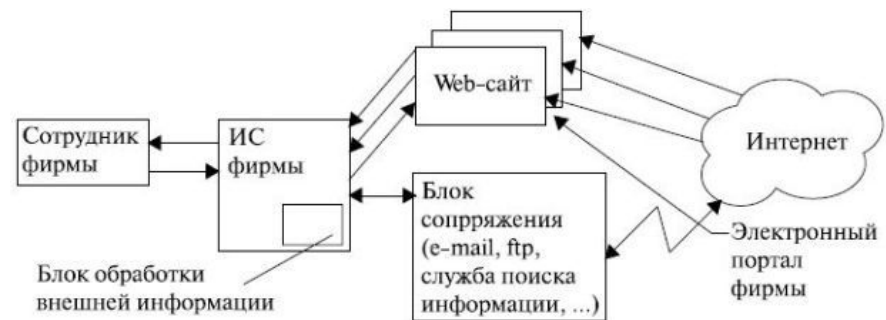 Web-сайт
Интернет
Сотрудник
фирмы
ИС
фирмы
Блок
сопрряжения
(e-mail, ftp,
служба поиска
информации, ...)
Электронный
портал
фирмы
Блок обработки
внешней информации